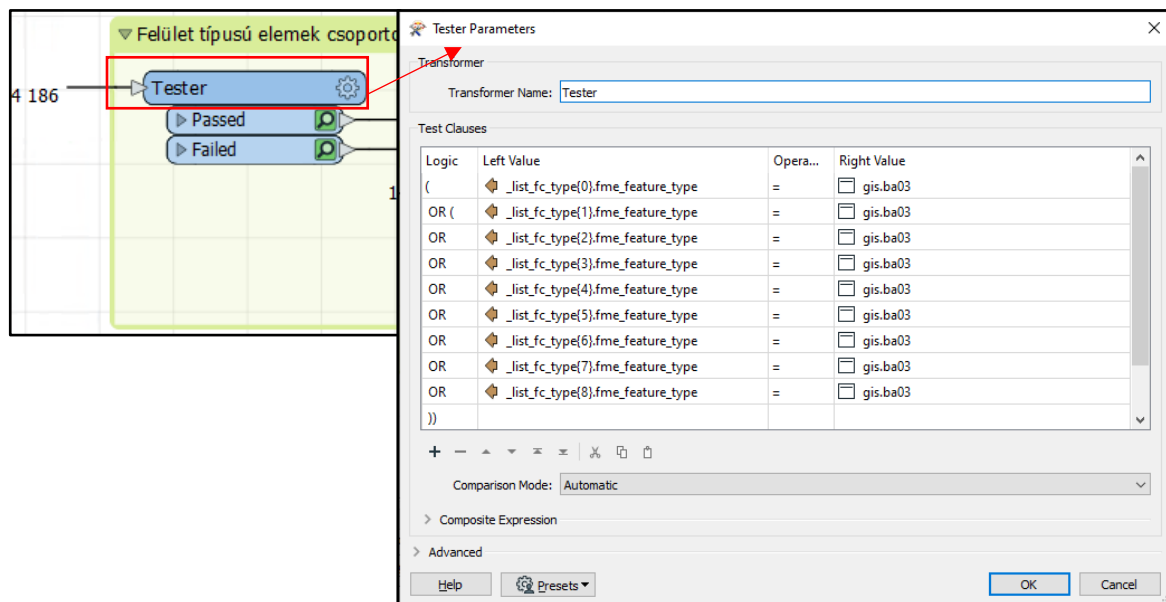 Felület típusú elemek csoporto
Tester
4 186
Passed
Failed
1
Tester Parameters
Transformer
Transformer Name: Tester
Test Clauses
Logic Left Value Opera... Right Value
( _list_fc_type{0}.fme_feature_type = gis.ba03
OR ( _list_fc_type{1}.fme_feature_type = gis.ba03
OR _list_fc_type{2}.fme_feature_type = gis.ba03
OR _list_fc_type{3}.fme_feature_type = gis.ba03
OR _list_fc_type{4}.fme_feature_type = gis.ba03
OR _list_fc_type{5}.fme_feature_type = gis.ba03
OR _list_fc_type{6}.fme_feature_type = gis.ba03
OR _list_fc_type{7}.fme_feature_type = gis.ba03
OR _list_fc_type{8}.fme_feature_type = gis.ba03
))
Comparison Mode: Automatic
Composite Expression
Advanced
Help Presets OK Cancel